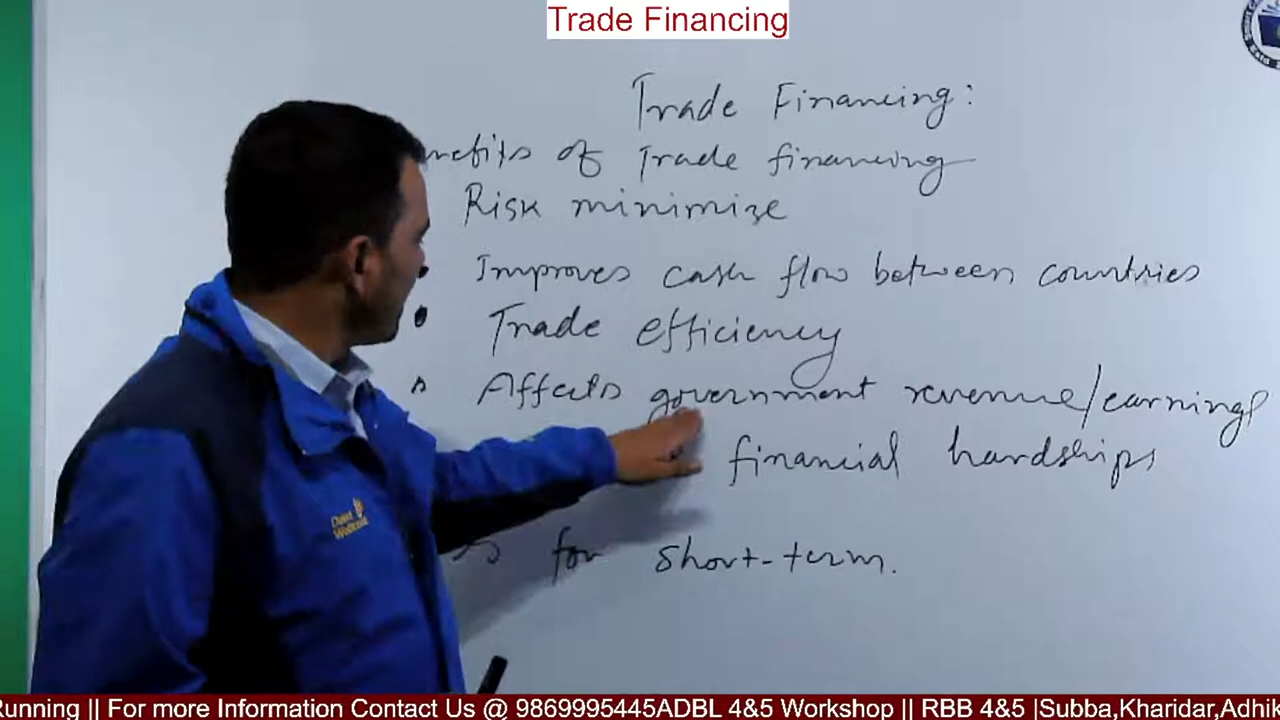 Trade Financing
Trade Financing:
nefits of Trade financing
Risk minimize
Improves cash flow between countries
Trade efficiency
Affects government revenue/earnings
financial hardships
for short-term.
Running || For more Information Contact Us @ 9869995445ADBL 4&5 Workshop || RBB 4&5 |Subba,Kharidar,Adhik